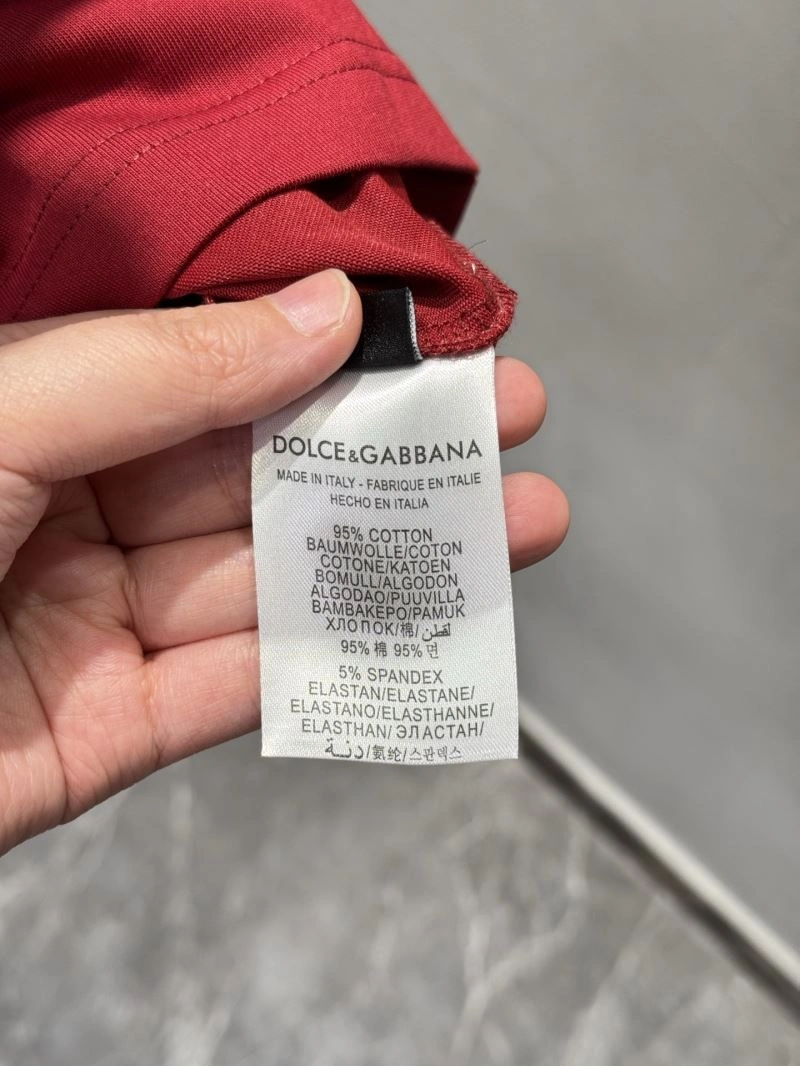 DOLCE&GABBANA
MADE IN ITALY - FABRIQUE EN ITALIE
HECHO EN ITALIA
95% COTTON
BAUMWOLLE/COTON
COTONE/KATOEN
BOMULL/ALGODON
ALGODAO/PUUVILLA
BAMBAKEPO/PAMUK
ХЛОПОК/棉/لقطن
95% 棉 95% 면
5% SPANDEX
ELASTAN/ELASTANE/
ELASTANO/ELASTHANNE/
ELASTHAN/ ЭЛАСТАН/
/氨纶/스판덱스